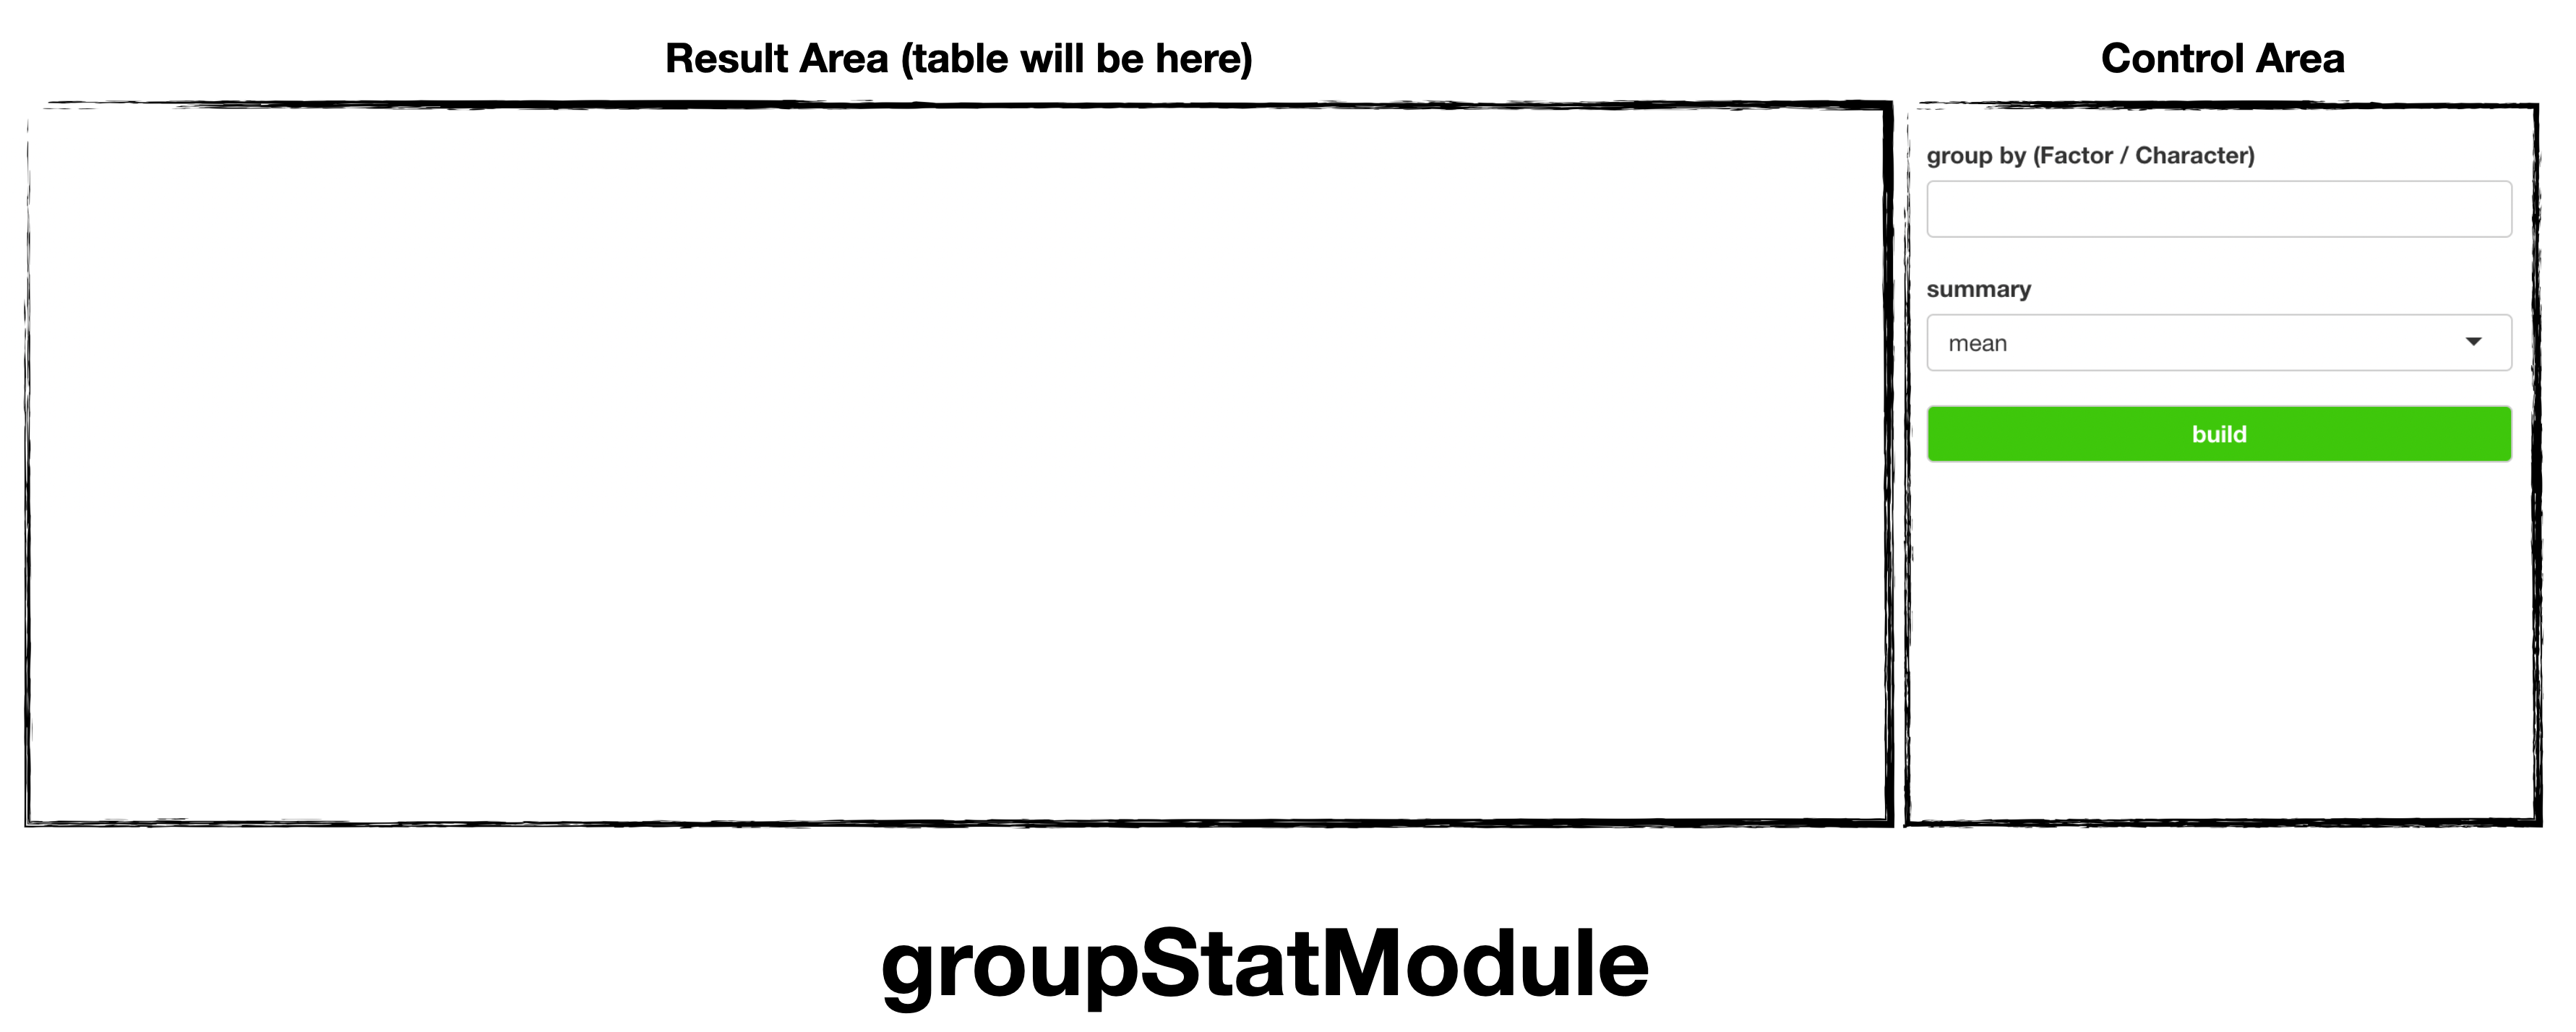 Result Area (table will be here)
Control Area
group by (Factor / Character)
summary
mean
build
groupStatModule